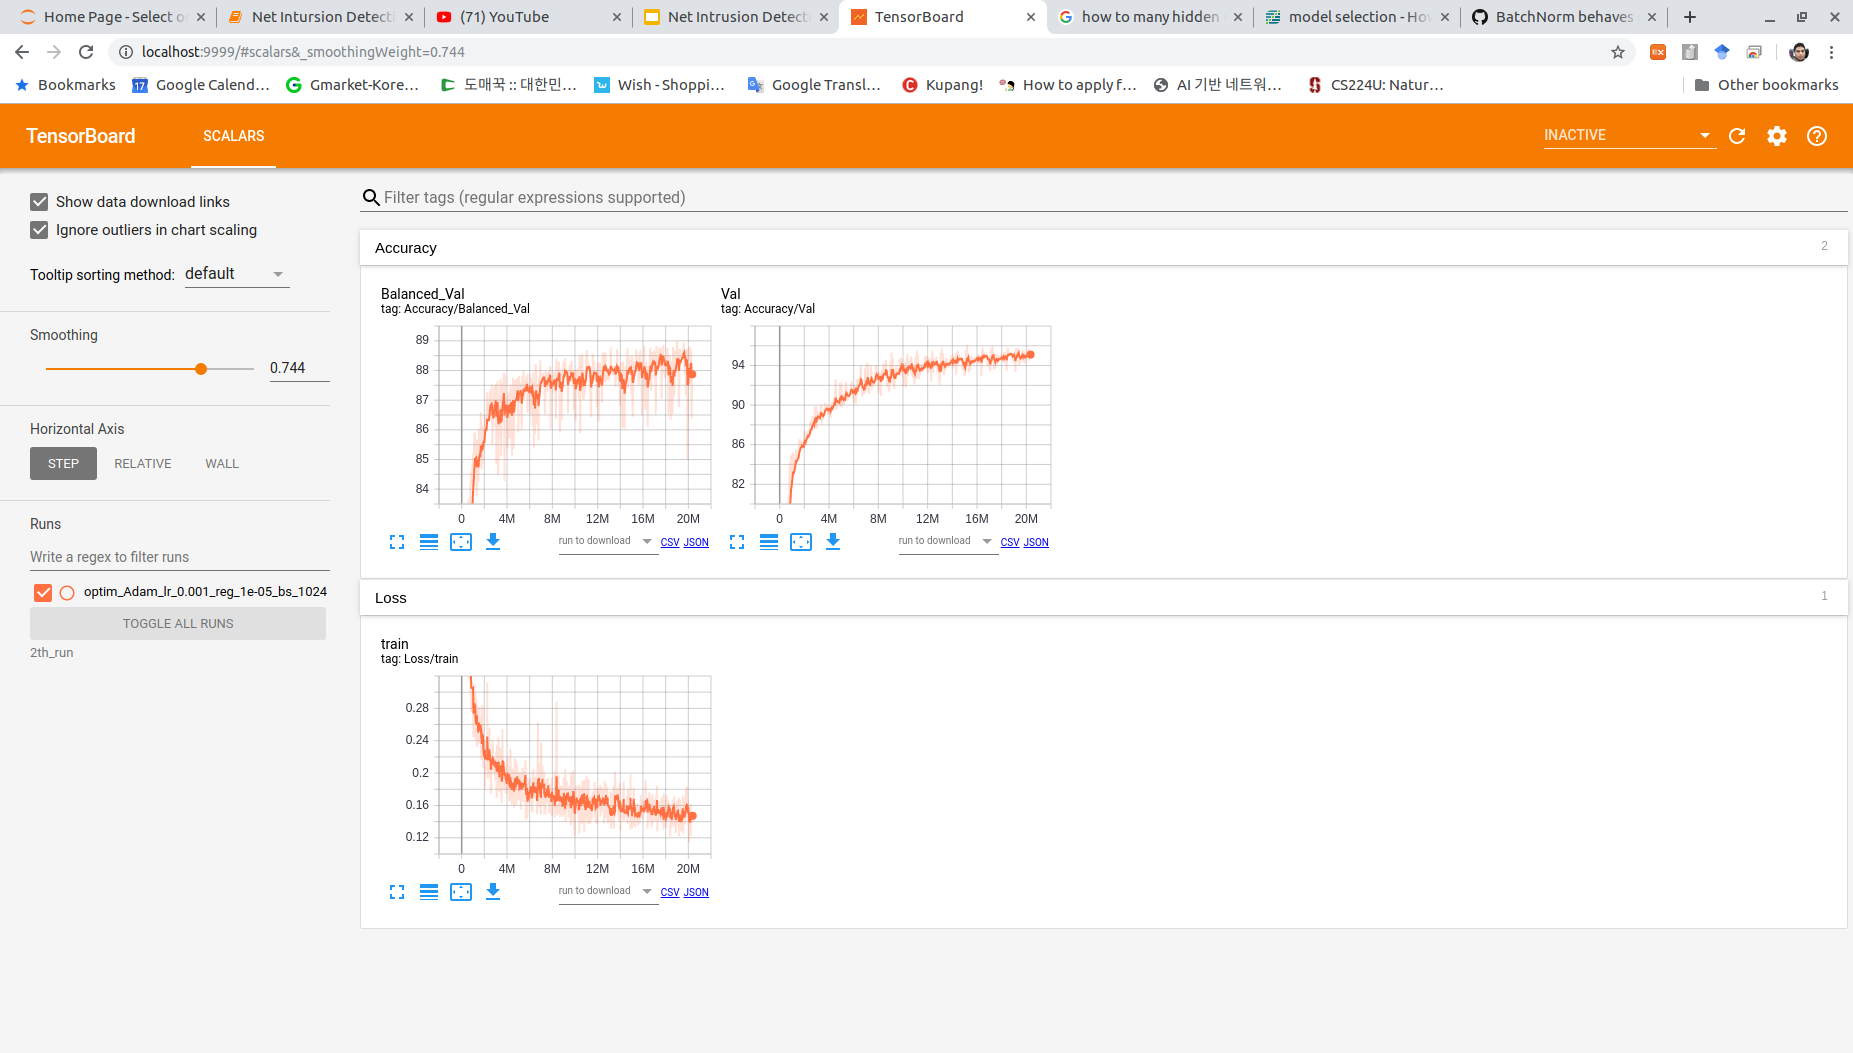 Home Page - Select o
Net Intursion Detecti
(71) YouTube
Net Intrusion Detecti
TensorBoard
how to many hidden
model selection - Ho
BatchNorm behaves
localhost:9999/#scalars&_smoothingWeight=0.744
Bookmarks
Google Calend...
Gmarket-Kore...
도매꾹 :: 대한민...
Wish - Shoppi...
Google Transl...
Kupang!
How to apply f...
AI 기반 네트워...
CS224U: Natur...
Other bookmarks
TensorBoard
SCALARS
INACTIVE
Show data download links
Ignore outliers in chart scaling
Tooltip sorting method: default
Smoothing
0.744
Horizontal Axis
STEP RELATIVE WALL
Runs
Write a regex to filter runs
optim_Adam_lr_0.001_reg_1e-05_bs_1024
TOGGLE ALL RUNS
2th_run
Filter tags (regular expressions supported)
Accuracy 2
Balanced_Val
tag: Accuracy/Balanced_Val
89
88
87
86
85
84
0 4M 8M 12M 16M 20M
run to download CSV JSON
Val
tag: Accuracy/Val
94
90
86
82
0 4M 8M 12M 16M 20M
run to download CSV JSON
Loss 1
train
tag: Loss/train
0.28
0.24
0.2
0.16
0.12
0 4M 8M 12M 16M 20M
run to download CSV JSON